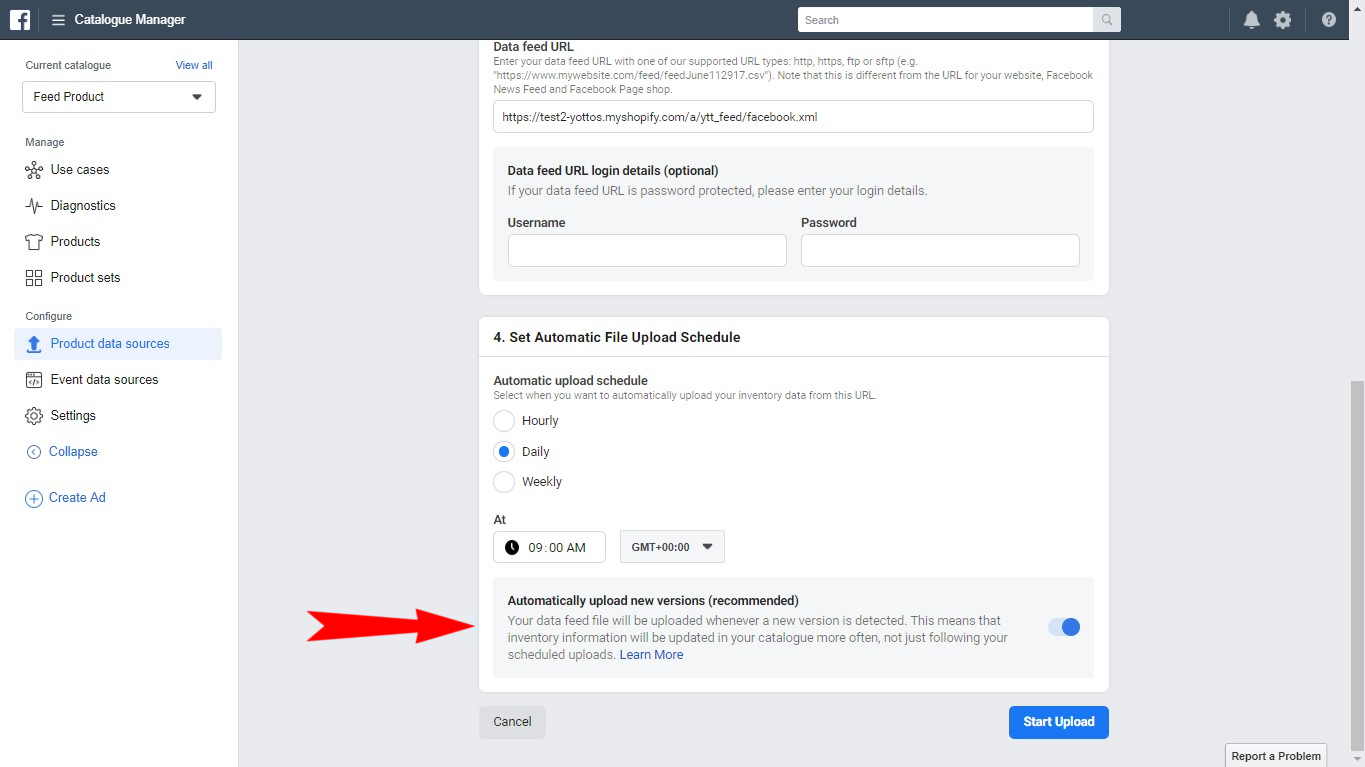 Catalogue Manager
Search
Current catalogue
View all
Feed Product
Manage
Use cases
Diagnostics
Products
Product sets
Configure
Product data sources
Event data sources
Settings
Collapse
Create Ad
Data feed URL
Enter your data feed URL with one of our supported URL types: http, https, ftp or sftp (e.g.
"https://www.mywebsite.com/feed/feedJune112917.csv"). Note that this is different from the URL for your website, Facebook
News Feed and Facebook Page shop.
https://test2-yottos.myshopify.com/a/ytt_feed/facebook.xml
Data feed URL login details (optional)
If your data feed URL is password protected, please enter your login details.
Username
Password
4. Set Automatic File Upload Schedule
Automatic upload schedule
Select when you want to automatically upload your inventory data from this URL.
Hourly
Daily
Weekly
At
09:00 AM
GMT+00:00
Automatically upload new versions (recommended)
Your data feed file will be uploaded whenever a new version is detected. This means that
inventory information will be updated in your catalogue more often, not just following your
scheduled uploads. Learn More
Cancel
Start Upload
Report a Problem